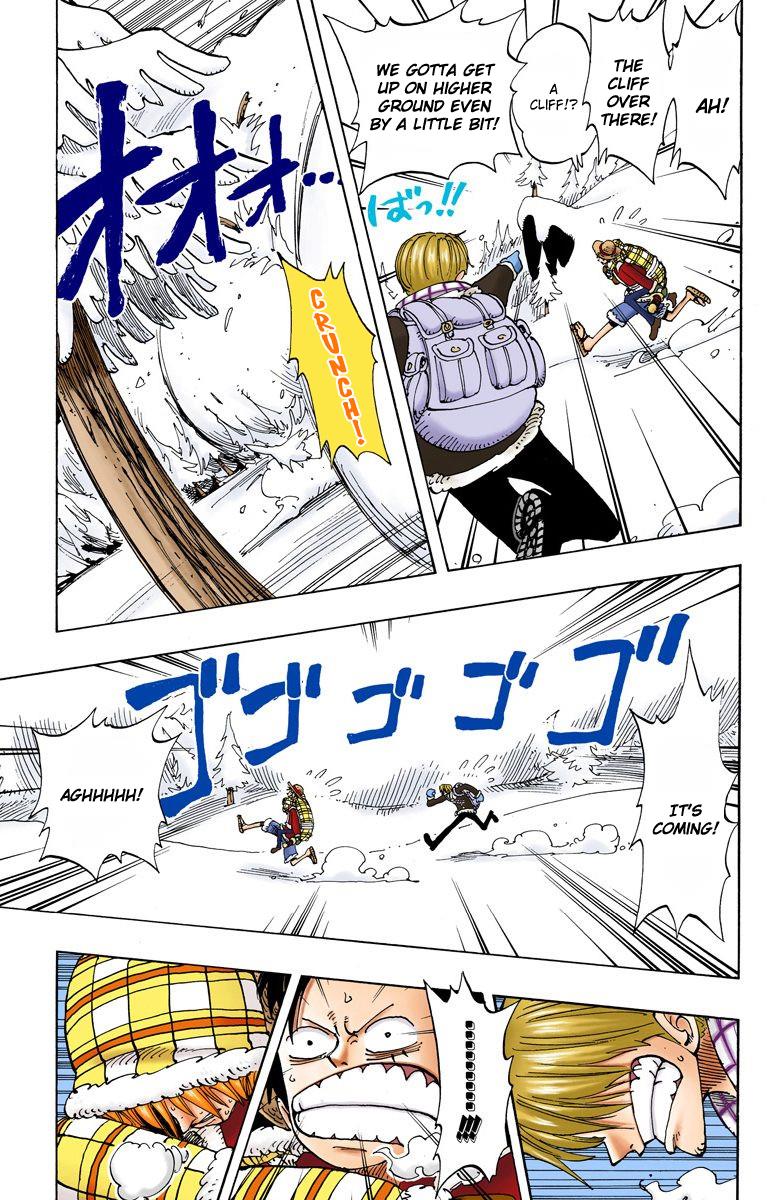 AH!
THE
CLIFF
OVER
THERE!
A
CLIFF!?
WE GOTTA GET
UP ON HIGHER
GROUND EVEN
BY A LITTLE BIT!
ばっ!!
オオオ…
CRUNCH!
ゴゴゴゴゴ
IT'S
COMING!
AGHHHHH!
!!!